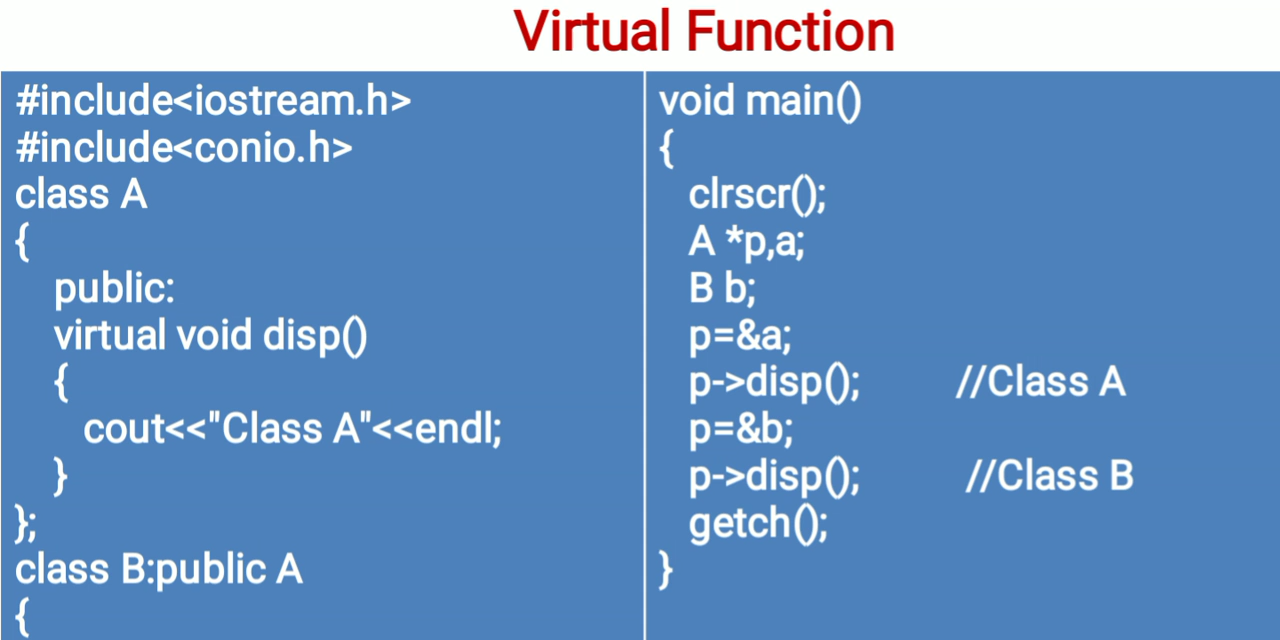 Virtual Function
#include<iostream.h>
#include<conio.h>
class A
{
public:
virtual void disp()
{
cout<<"Class A"<<endl;
}
};
class B:public A
{
void main()
{
clrscr();
A *p,a;
B b;
p=&a;
p->disp(); //Class A
p=&b;
p->disp(); //Class B
getch();
}